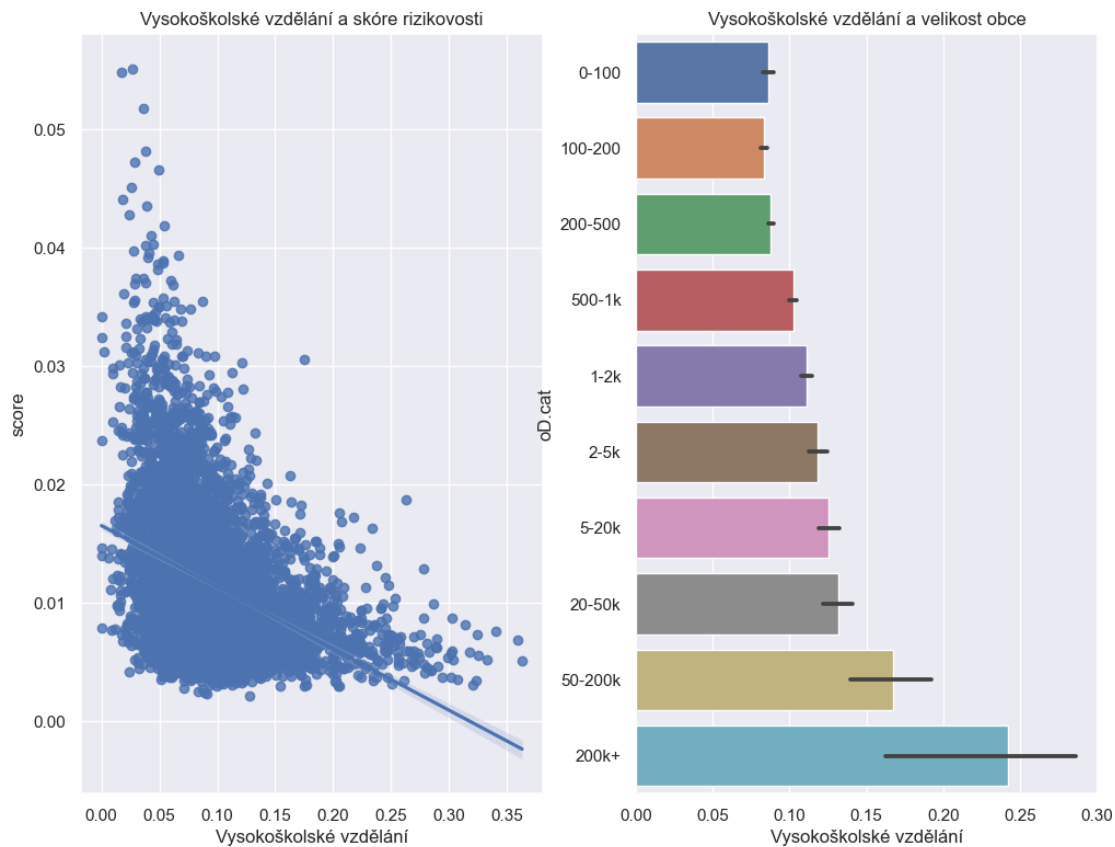 Vysokoškolské vzdělání a skóre rizikovosti
score
0.05
0.04
0.03
0.02
0.01
0.00
0.00 0.05 0.10 0.15 0.20 0.25 0.30 0.35
Vysokoškolské vzdělání
Vysokoškolské vzdělání a velikost obce
oD.cat
0-100
100-200
200-500
500-1k
1-2k
2-5k
5-20k
20-50k
50-200k
200k+
0.00 0.05 0.10 0.15 0.20 0.25 0.30
Vysokoškolské vzdělání